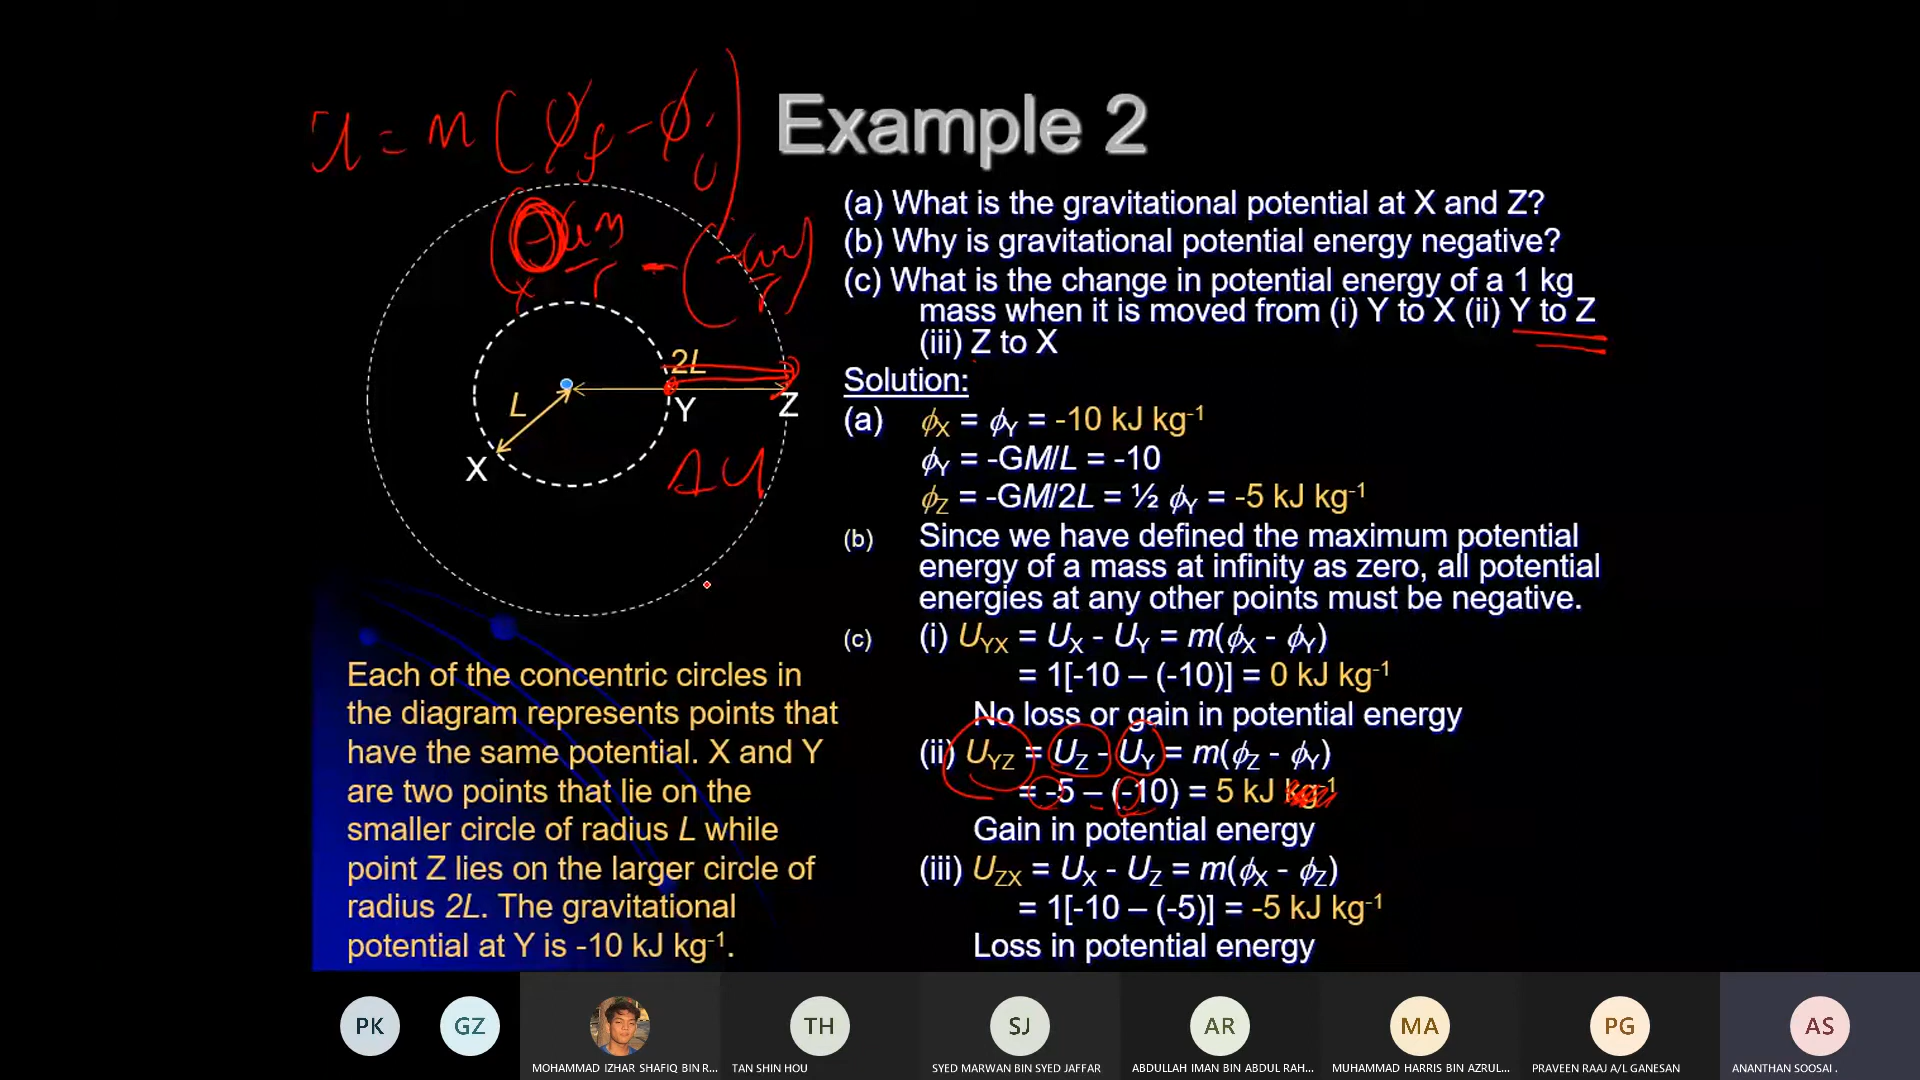 U = m (ϕf - ϕi)
Example 2
(a) What is the gravitational potential at X and Z?
(b) Why is gravitational potential energy negative?
(c) What is the change in potential energy of a 1 kg
mass when it is moved from (i) Y to X (ii) Y to Z
(iii) Z to X
2L
L
Y
Z
X
ΔU
Solution:
(a) ϕX = ϕY = -10 kJ kg-1
ϕY = -GM/L = -10
ϕZ = -GM/2L = ½ ϕY = -5 kJ kg-1
(b) Since we have defined the maximum potential
energy of a mass at infinity as zero, all potential
energies at any other points must be negative.
(c) (i) UYX = UX - UY = m(ϕX - ϕY)
= 1[-10 – (-10)] = 0 kJ kg-1
No loss or gain in potential energy
(ii) UYZ = UZ - UY = m(ϕZ - ϕY)
= -5 – (-10) = 5 kJ kg-1
Gain in potential energy
(iii) UZX = UX - UZ = m(ϕX - ϕZ)
= 1[-10 – (-5)] = -5 kJ kg-1
Loss in potential energy
Each of the concentric circles in
the diagram represents points that
have the same potential. X and Y
are two points that lie on the
smaller circle of radius L while
point Z lies on the larger circle of
radius 2L. The gravitational
potential at Y is -10 kJ kg-1.
PK
GZ
TH
SJ
AR
MA
PG
AS
MOHAMMAD IZHAR SHAFIQ BIN R...
TAN SHIN HOU
SYED MARWAN BIN SYED JAFFAR
ABDULLAH IMAN BIN ABDUL RAH...
MUHAMMAD HARRIS BIN AZRUL...
PRAVEEN RAAJ A/L GANESAN
ANANTHAN SOOSAI .